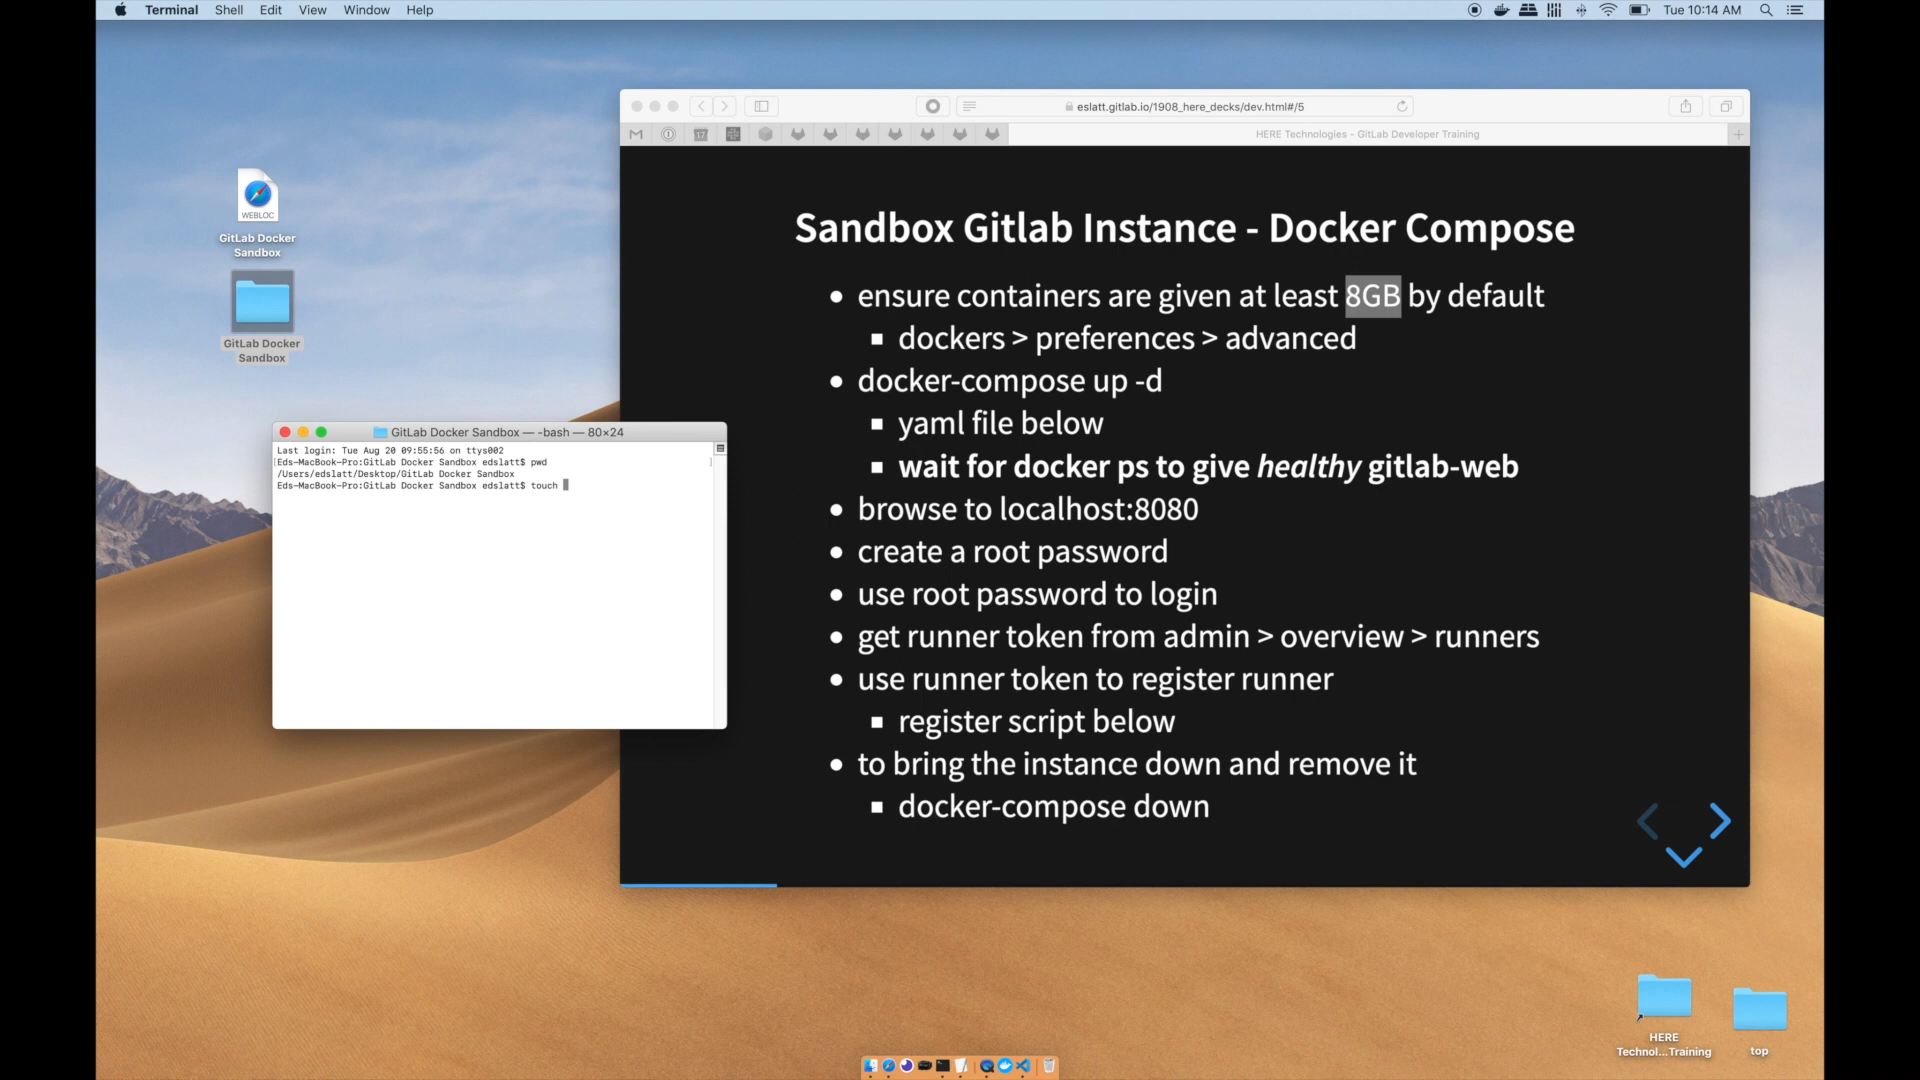 Terminal Shell Edit View Window Help Tue 10:14 AM
eslatt.gitlab.io/1908_here_decks/dev.html#/5
17
HERE Technologies - GitLab Developer Training
WEBLOC
GitLab Docker
Sandbox
GitLab Docker
Sandbox
GitLab Docker Sandbox — -bash — 80×24
Last login: Tue Aug 20 09:55:56 on ttys002
[Eds-MacBook-Pro:GitLab Docker Sandbox edslatt$ pwd ]
/Users/edslatt/Desktop/GitLab Docker Sandbox
Eds-MacBook-Pro:GitLab Docker Sandbox edslatt$ touch
Sandbox Gitlab Instance - Docker Compose
ensure containers are given at least 8GB by default
dockers > preferences > advanced
docker-compose up -d
yaml file below
wait for docker ps to give healthy gitlab-web
browse to localhost:8080
create a root password
use root password to login
get runner token from admin > overview > runners
use runner token to register runner
register script below
to bring the instance down and remove it
docker-compose down
HERE
Technol...Training
top